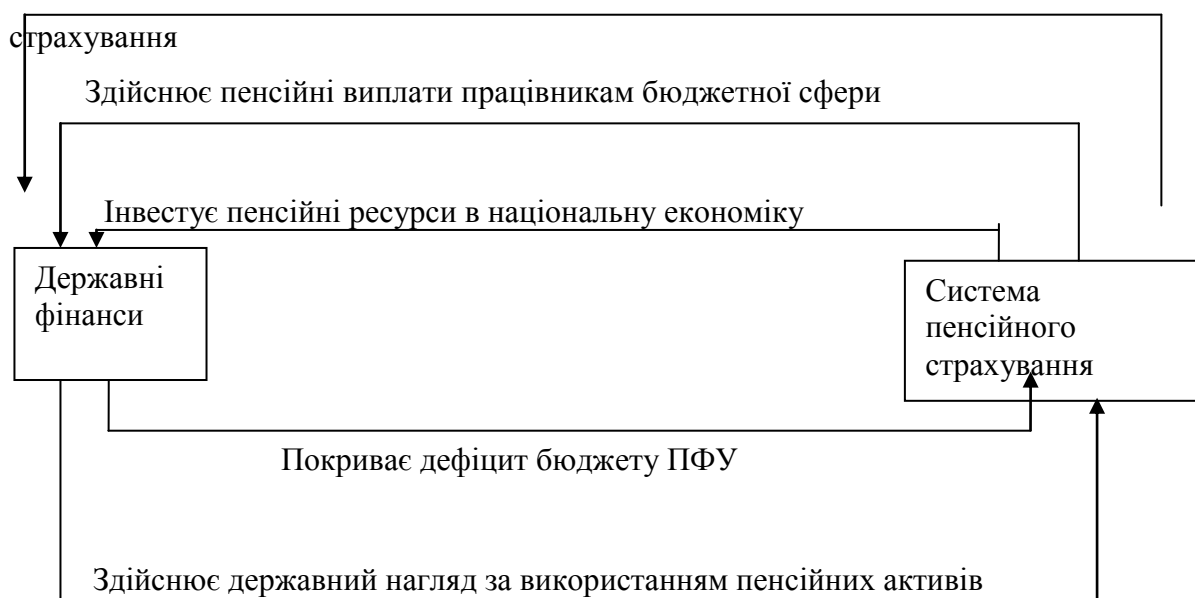 страхування
Здійснює пенсійні виплати працівникам бюджетної сфери
Інвестує пенсійні ресурси в національну економіку
Державні
фінанси
Система
пенсійного
страхування
Покриває дефіцит бюджету ПФУ
Здійснює державний нагляд за використанням пенсійних активів